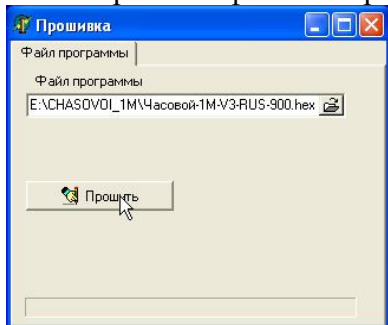 Прошивка
Файл программы
Файл программы
E:\CHASOVOI_1M\Часовой-1M-V3-RUS-900.hex
Прошить